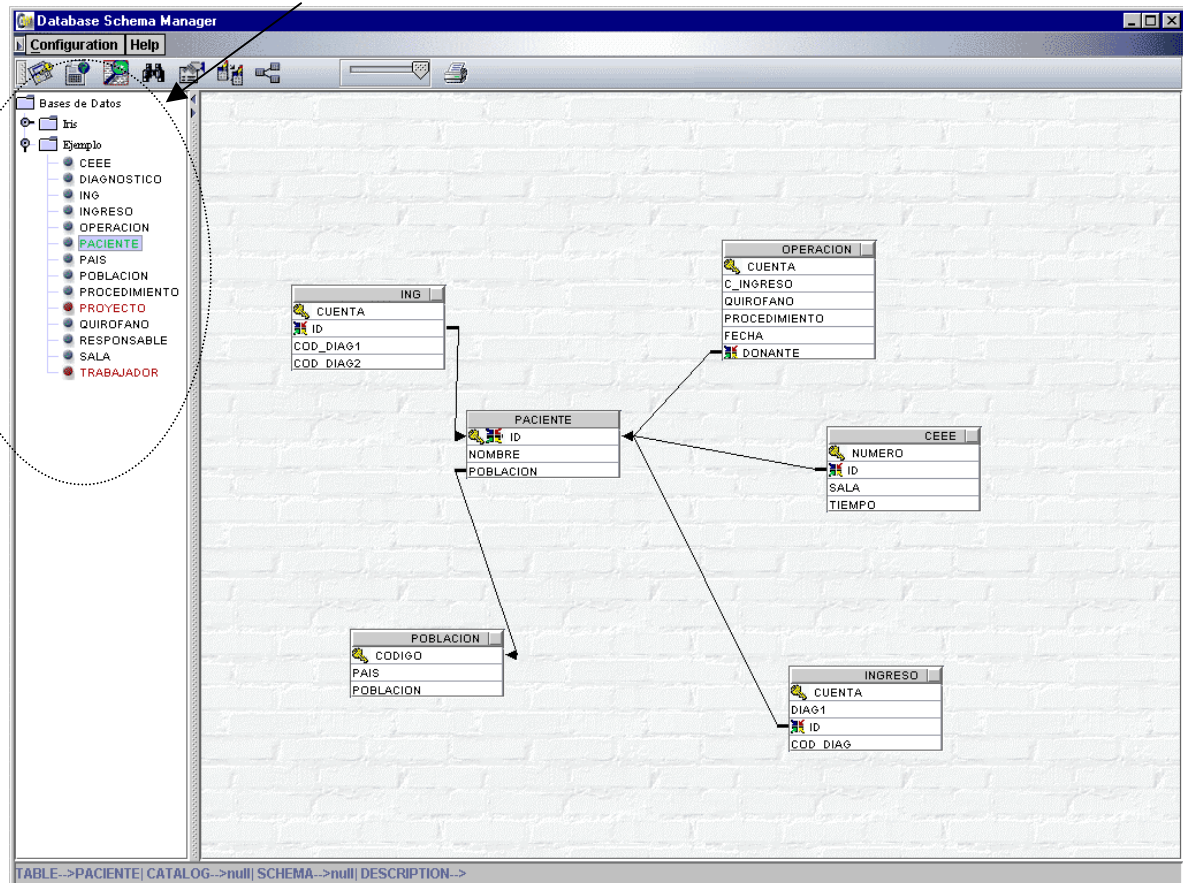 Database Schema Manager
Configuration Help
Bases de Datos
Iris
Ejemplo
CEEE
DIAGNOSTICO
ING
INGRESO
OPERACION
PACIENTE
PAIS
POBLACION
PROCEDIMIENTO
PROYECTO
QUIROFANO
RESPONSABLE
SALA
TRABAJADOR
ING
CUENTA
ID
COD_DIAG1
COD_DIAG2
OPERACION
CUENTA
C_INGRESO
QUIROFANO
PROCEDIMIENTO
FECHA
DONANTE
PACIENTE
ID
NOMBRE
POBLACION
CEEE
NUMERO
ID
SALA
TIEMPO
POBLACION
CODIGO
PAIS
POBLACION
INGRESO
CUENTA
DIAG1
ID
COD_DIAG
TABLE-->PACIENTE| CATALOG-->null| SCHEMA-->null| DESCRIPTION-->